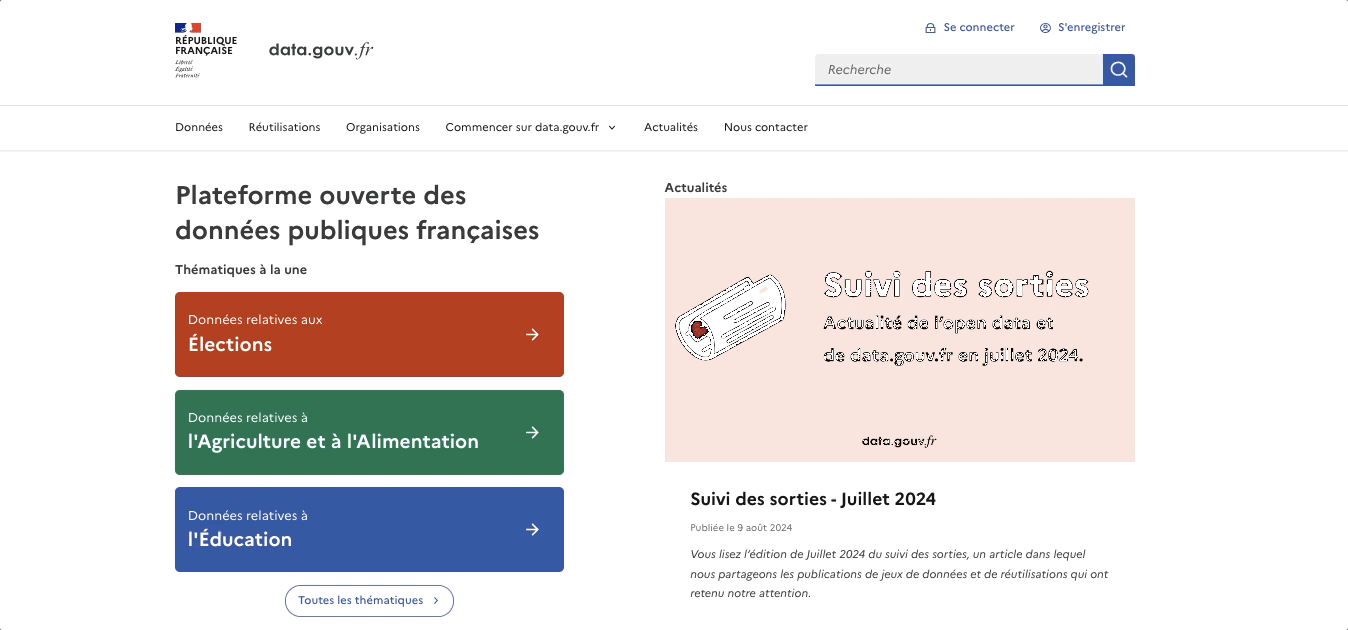 RÉPUBLIQUE
FRANÇAISE
Liberté
Égalité
Fraternité
data.gouv.fr
Se connecter
S'enregistrer
Recherche
Données
Réutilisations
Organisations
Commencer sur data.gouv.fr
Actualités
Nous contacter
Plateforme ouverte des
données publiques françaises
Thématiques à la une
Données relatives aux
Élections
Données relatives à
l'Agriculture et à l'Alimentation
Données relatives à
l'Éducation
Toutes les thématiques
Actualités
Suivi des sorties
Actualité de l'open data et
de data.gouv.fr en juillet 2024.
data.gouv.fr
Suivi des sorties - Juillet 2024
Publiée le 9 août 2024
Vous lisez l'édition de Juillet 2024 du suivi des sorties, un article dans lequel
nous partageons les publications de jeux de données et de réutilisations qui ont
retenu notre attention.